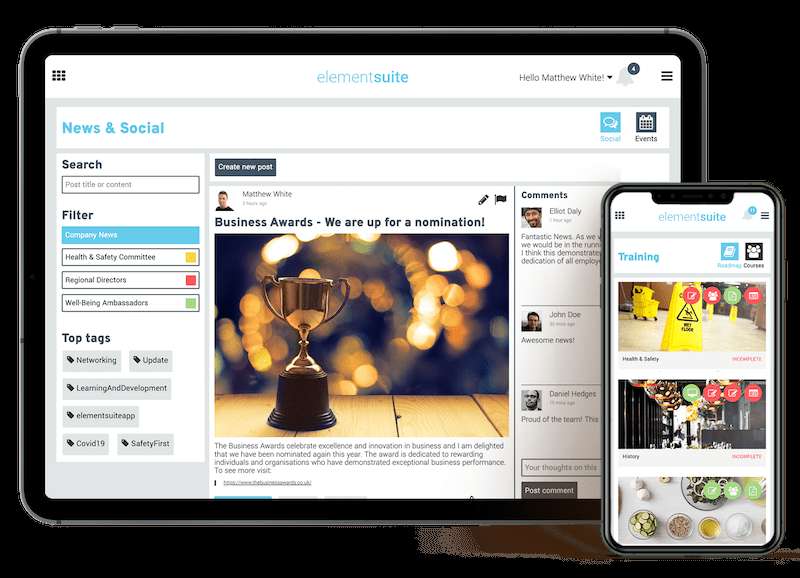 elementsuite
Hello Matthew White!
4
News & Social
Social
Events
Search
Post title or content
Filter
Company News
Health & Safety Committee
Regional Directors
Well-Being Ambassadors
Top tags
Networking
Update
LearningAndDevelopment
elementsuiteapp
Covid19
SafetyFirst
Create new post
Matthew White
2 hours ago
Business Awards - We are up for a nomination!
The Business Awards celebrate excellence and innovation in business and I am delighted
that we have been nominated again this year. The award is dedicated to rewarding
individuals and organisations who have demonstrated exceptional business performance.
To see more visit:
https://www.thebusinessawards.co.uk/
Comments
Elliot Daly
1 hour ago
Fantastic News. As we
we would be in the runn
I think this demonstrates
dedication of all employe
John Doe
30 mins ago
Awesome news!
Daniel Hedges
15 mins ago
Proud of the team! This
Your thoughts on this
Post comment
elementsuite
Training
Roadmap
Courses
WET
FLOOR
Health & Safety
INCOMPLETE
History
INCOMPLETE